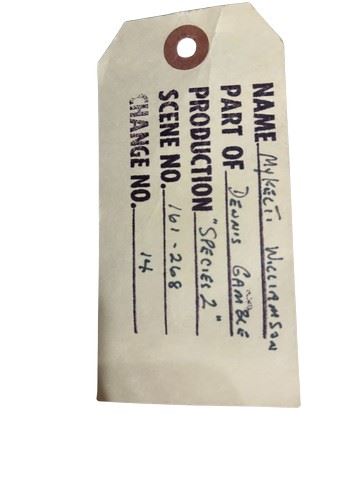 NAME Mykelti Williamson
PART OF Dennis Gamble
PRODUCTION "Species 2"
SCENE NO. 161-268
CHANGE NO. 14